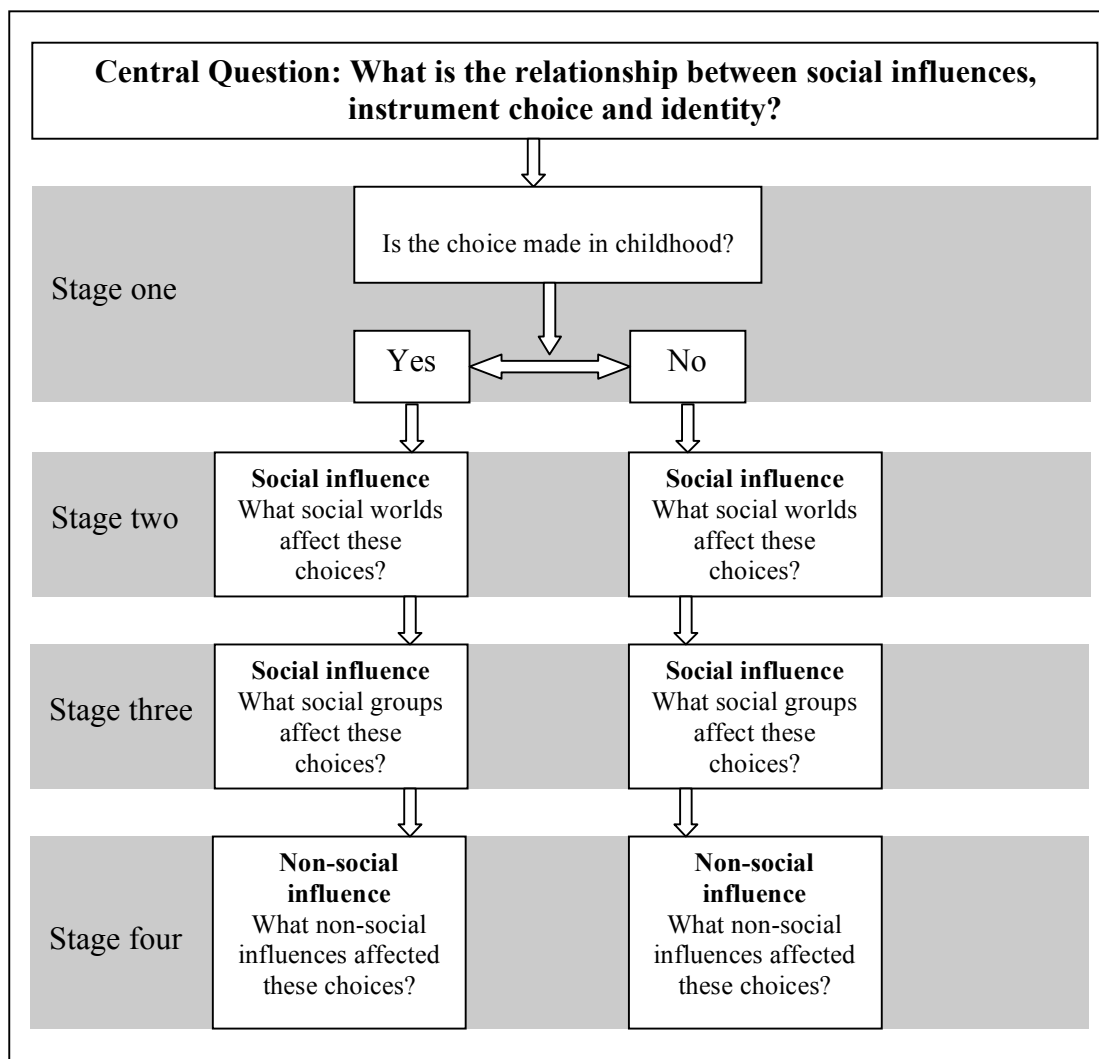 Central Question: What is the relationship between social influences,
instrument choice and identity?
Stage one
Is the choice made in childhood?
Yes
No
Stage two
Social influence
What social worlds
affect these
choices?
Social influence
What social worlds
affect these
choices?
Stage three
Social influence
What social groups
affect these
choices?
Social influence
What social groups
affect these
choices?
Stage four
Non-social
influence
What non-social
influences affected
these choices?
Non-social
influence
What non-social
influences affected
these choices?